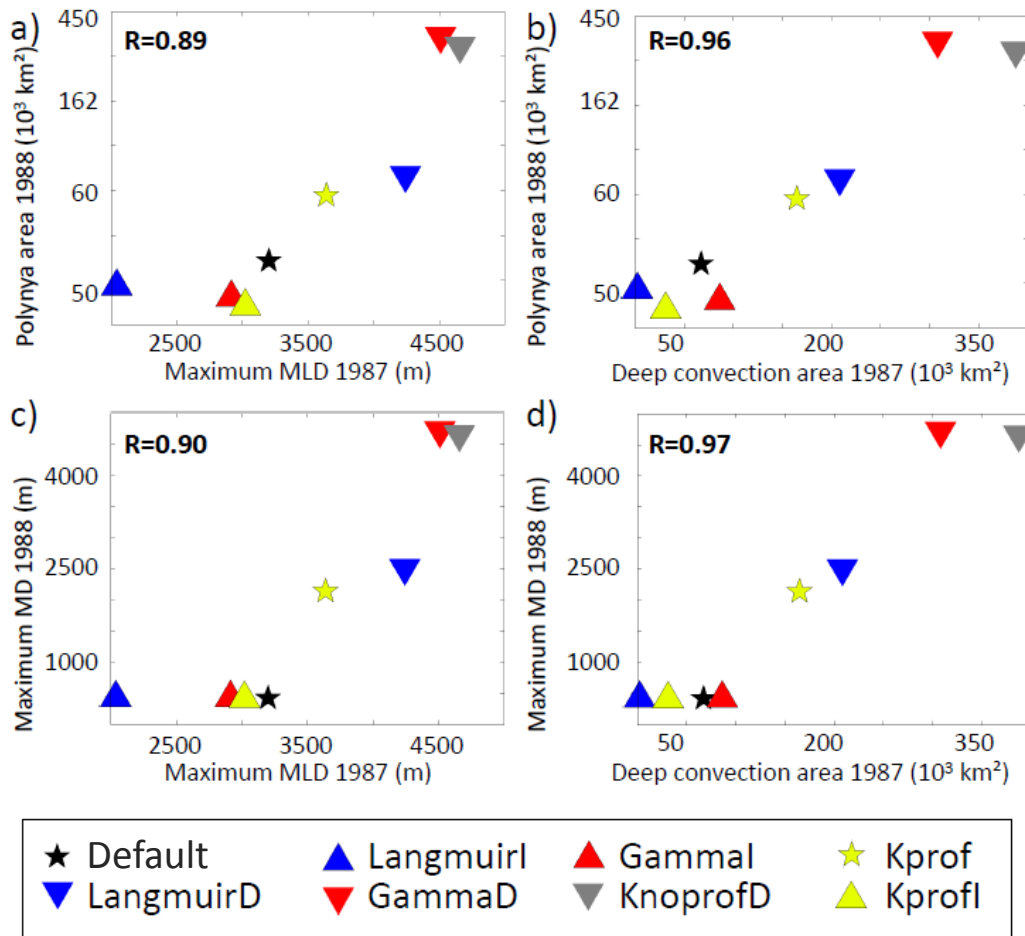 a)
R=0.89
Polynya area 1988 (10³ km²)
450
162
60
50
2500 3500 4500
Maximum MLD 1987 (m)
b)
R=0.96
Polynya area 1988 (10³ km²)
450
162
60
50
50 200 350
Deep convection area 1987 (10³ km²)
c)
R=0.90
Maximum MD 1988 (m)
4000
2500
1000
2500 3500 4500
Maximum MLD 1987 (m)
d)
R=0.97
Maximum MD 1988 (m)
4000
2500
1000
50 200 350
Deep convection area 1987 (10³ km²)
Default LangmuirI GammaI Kprof
LangmuirD GammaD KnoprofD KprofI